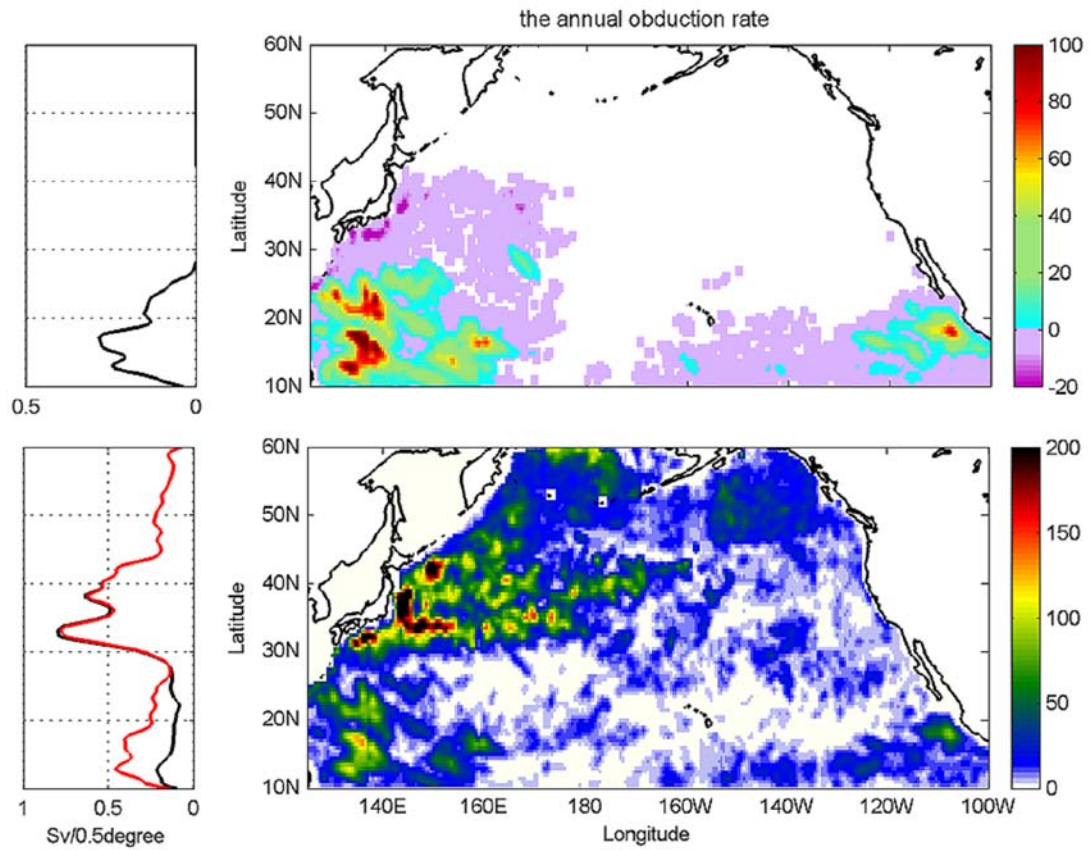 the annual obduction rate
60N
50N
40N
30N
20N
10N
Latitude
0.5
0
100
80
60
40
20
0
-20
60N
50N
40N
30N
20N
10N
Latitude
140E
160E
180
160W
140W
120W
100W
Longitude
1
0.5
0
Sv/0.5degree
200
150
100
50
0